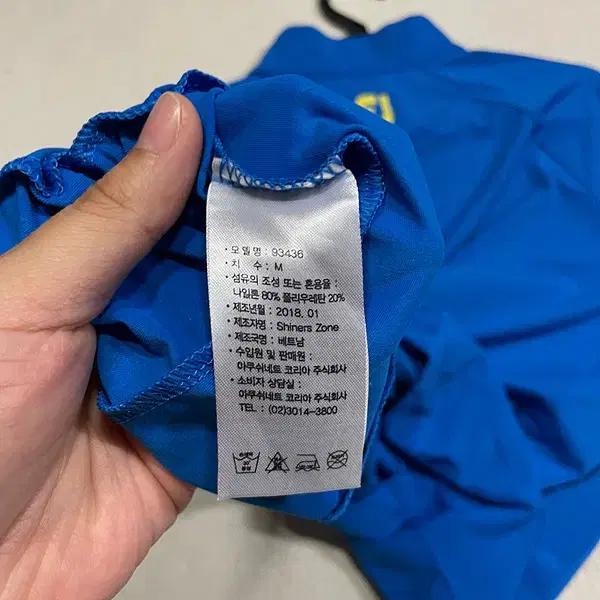 · 모델명 : 93436
· 치 수 : M
· 섬유의 조성 또는 혼용율 :
나일론 80% 폴리우레탄 20%
· 제조년월 : 2018. 01
· 제조자명 : Shiners Zone
· 제조국명 : 베트남
· 수입원 및 판매원 :
아쿠쉬네트 코리아 주식회사
· 소비자 상담실 :
아쿠쉬네트 코리아 주식회사
TEL : (02)3014-3800